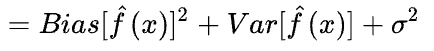 = Bias[f̂(x)]² + Var[f̂(x)] + σ²